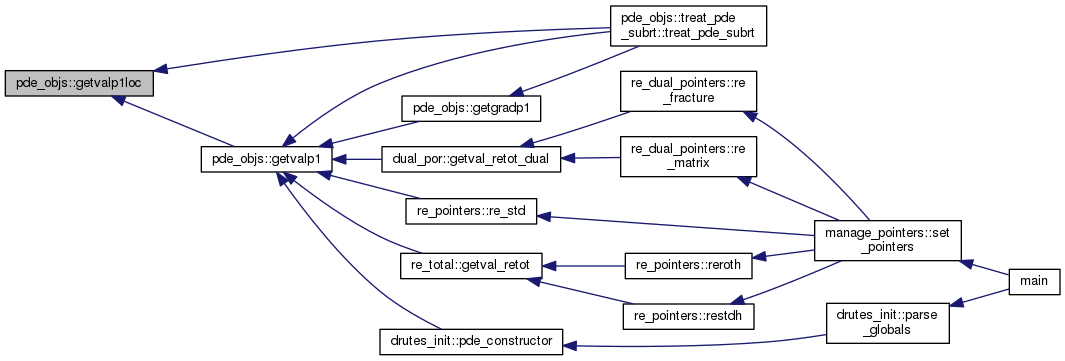 pde_objs::treat_pde
_subrt::treat_pde_subrt
pde_objs::getvalp1loc
re_dual_pointers::re
_fracture
pde_objs::getgradp1
pde_objs::getvalp1
dual_por::getval_retot_dual
re_dual_pointers::re
_matrix
re_pointers::re_std
manage_pointers::set
_pointers
re_total::getval_retot
re_pointers::reroth
main
re_pointers::restdh
drutes_init::parse
_globals
drutes_init::pde_constructor